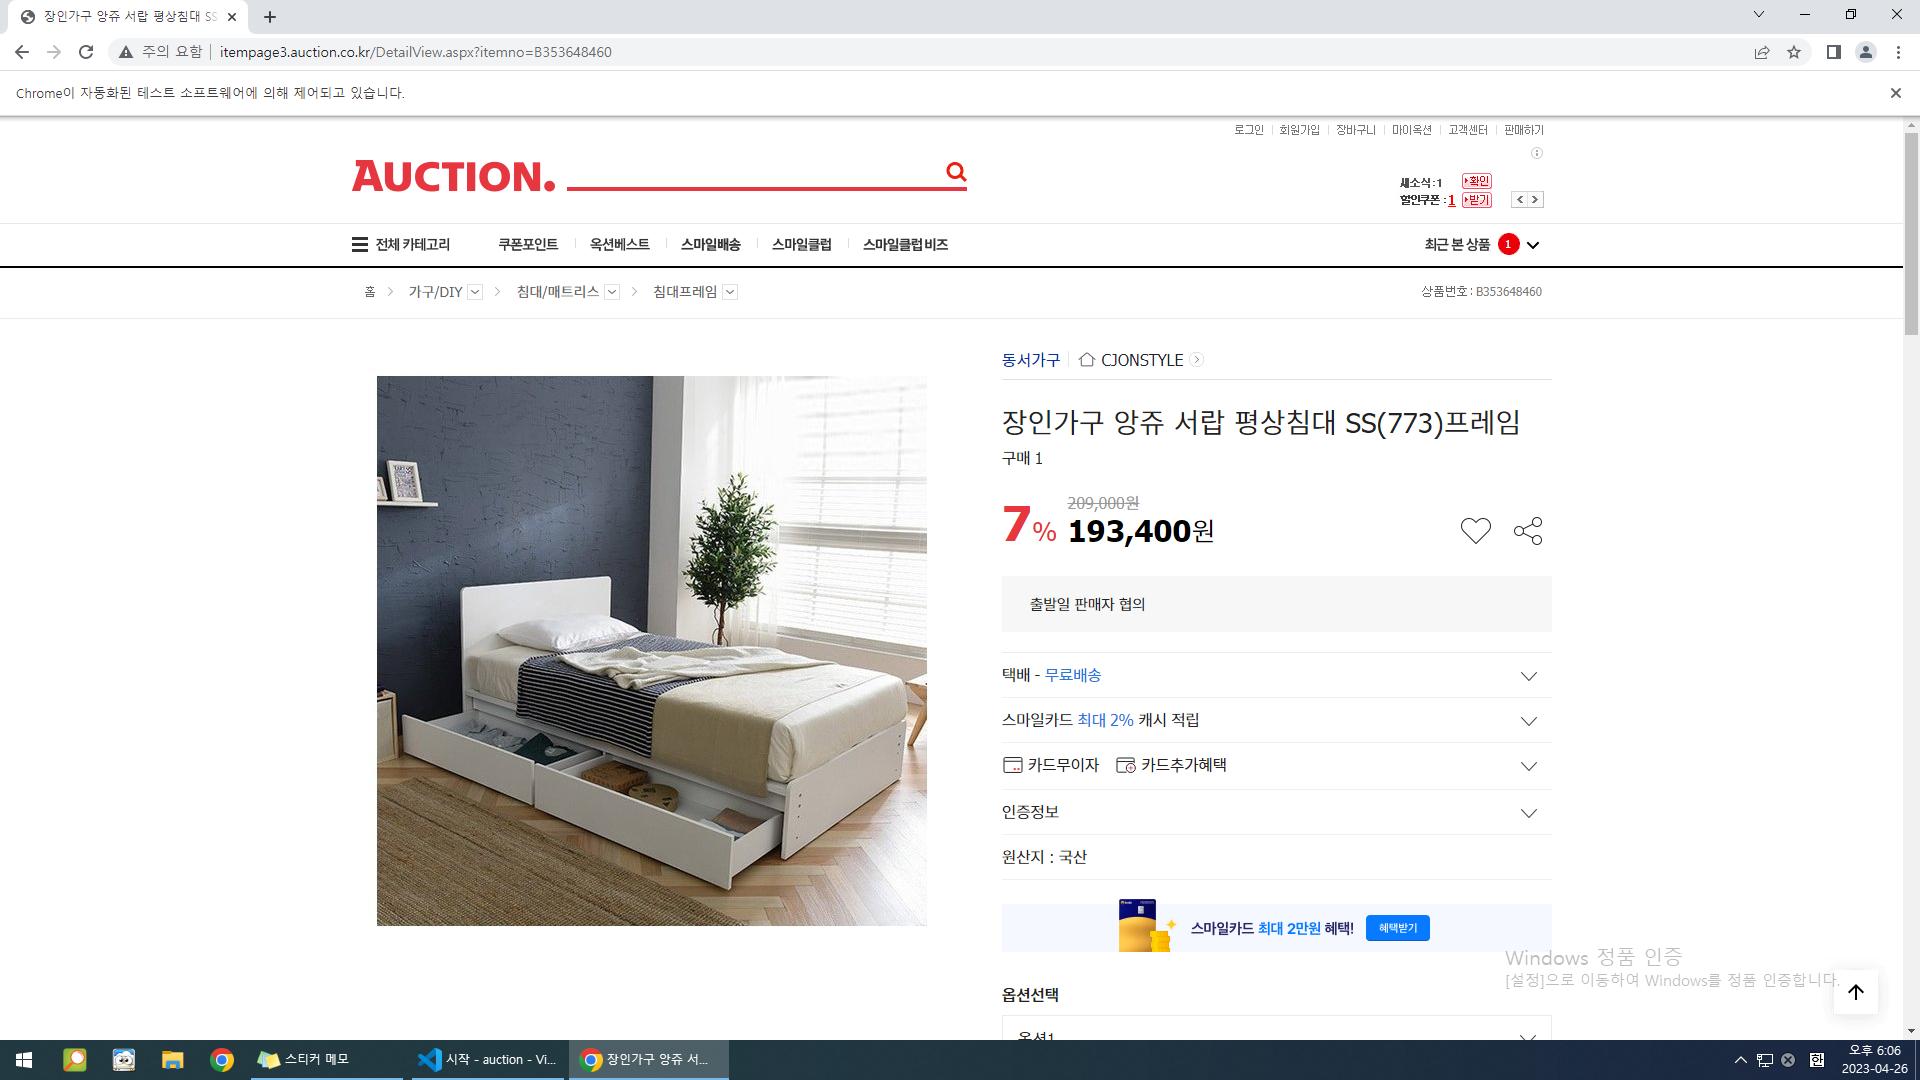 장인가구 앙쥬 서랍 평상침대 SS
주의 요함
itempage3.auction.co.kr/DetailView.aspx?itemno=B353648460
Chrome이 자동화된 테스트 소프트웨어에 의해 제어되고 있습니다.
로그인 회원가입 장바구니 마이옥션 고객센터 판매하기
AUCTION.
새소식 : 1 확인
할인쿠폰 : 1 받기
전체 카테고리 쿠폰포인트 옥션베스트 스마일배송 스마일클럽 스마일클럽 비즈 최근 본 상품 1
홈 > 가구/DIY > 침대/매트리스 > 침대프레임 상품번호 : B353648460
동서가구 CJONSTYLE
장인가구 앙쥬 서랍 평상침대 SS(773)프레임
구매 1
209,000원
7% 193,400원
출발일 판매자 협의
택배 - 무료배송
스마일카드 최대 2% 캐시 적립
카드무이자 카드추가혜택
인증정보
원산지 : 국산
스마일카드 최대 2만원 혜택! 혜택받기
Windows 정품 인증
[설정]으로 이동하여 Windows를 정품 인증합니다.
옵션선택
옵션1
스티커 메모
시작 - auction - Vi...
장인가구 앙쥬 서...
한
오후 6:06
2023-04-26